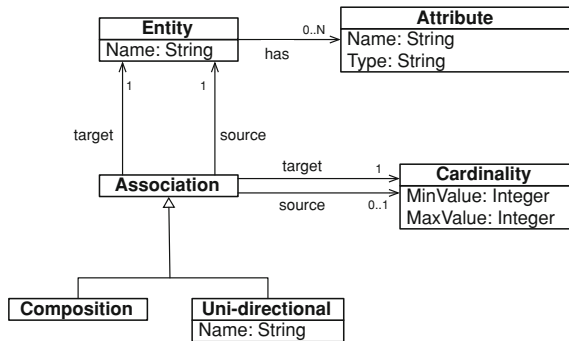 Entity
Name: String
0..N
has
Attribute
Name: String
Type: String
1
1
target
source
Association
target
1
source
0..1
Cardinality
MinValue: Integer
MaxValue: Integer
Composition
Uni-directional
Name: String